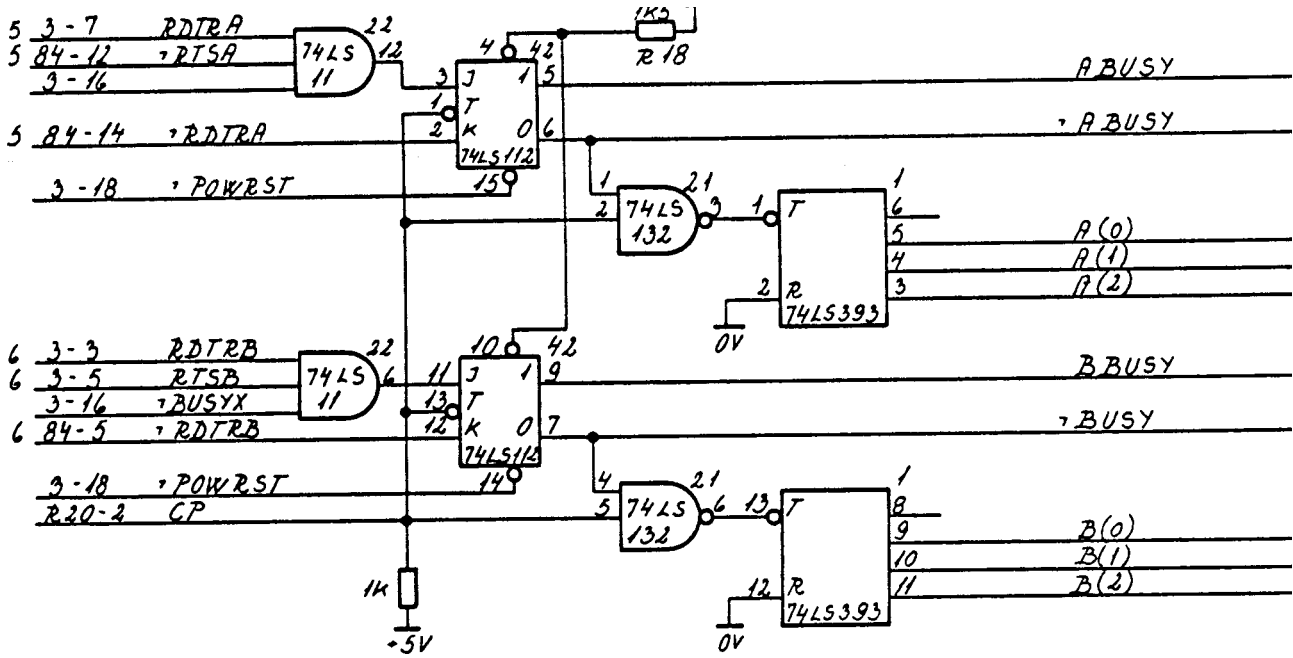 1K5
R18
5 3-7 RDTRA 22
5 84-12 ¬RTSA 74LS 12
3-16 11
4 42
3 J 1 5 A BUSY
1 T
5 84-14 ¬RDTRA 2 K 0 6 ¬A BUSY
74LS112
3-18 ¬POWRST 15
1 21
2 74LS 3
132
1 T 1
6
5 A(0)
4 A(1)
2 R 3 A(2)
74LS393
0V
6 3-3 RDTRB 22
6 3-5 RTSB 74LS 6
3-16 ¬BUSYX 11
10 42
11 J 1 9 B BUSY
13 T
6 84-5 ¬RDTRB 12 K 0 7 ¬BUSY
74LS112
3-18 ¬POWRST 14
R20-2 CP
4 21
5 74LS 6
132
13 T 1
8
9 B(0)
10 B(1)
12 R 11 B(2)
74LS393
0V
1K
+5V